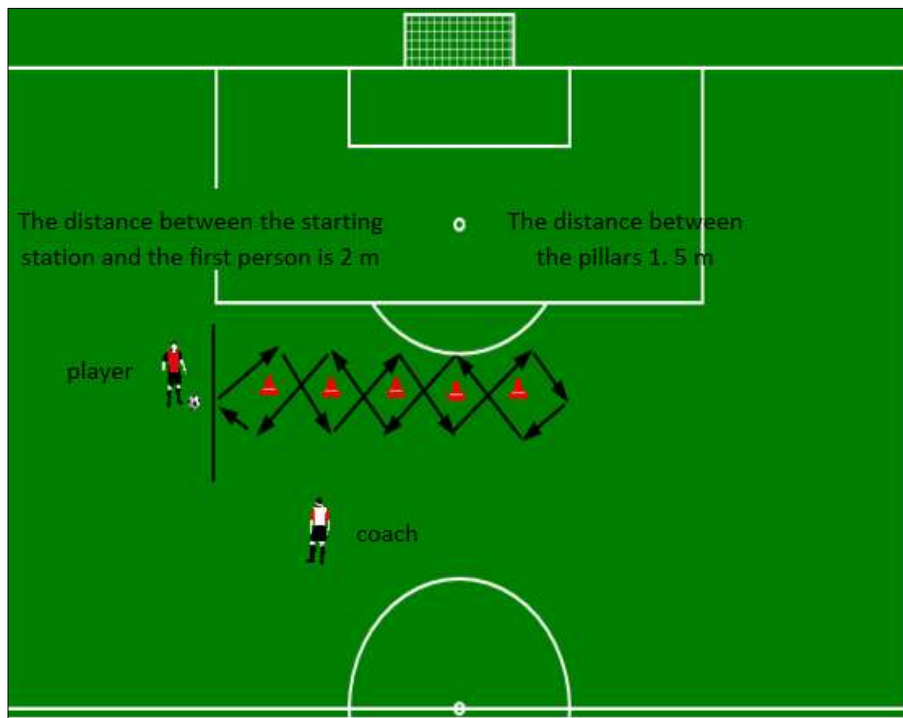 The distance between the starting
station and the first person is 2 m
The distance between
the pillars 1. 5 m
player
coach